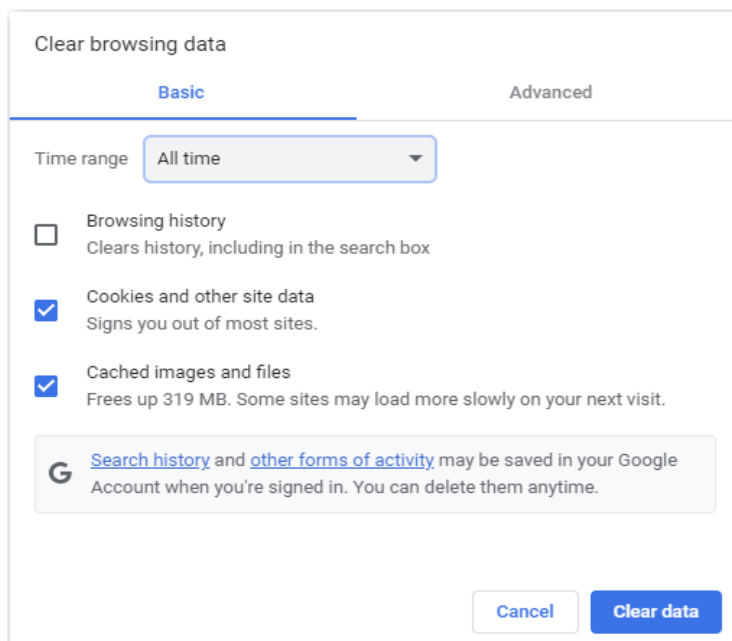 Clear browsing data
Basic
Advanced
Time range
All time
Browsing history
Clears history, including in the search box
Cookies and other site data
Signs you out of most sites.
Cached images and files
Frees up 319 MB. Some sites may load more slowly on your next visit.
G
Search history and other forms of activity may be saved in your Google
Account when you're signed in. You can delete them anytime.
Cancel
Clear data